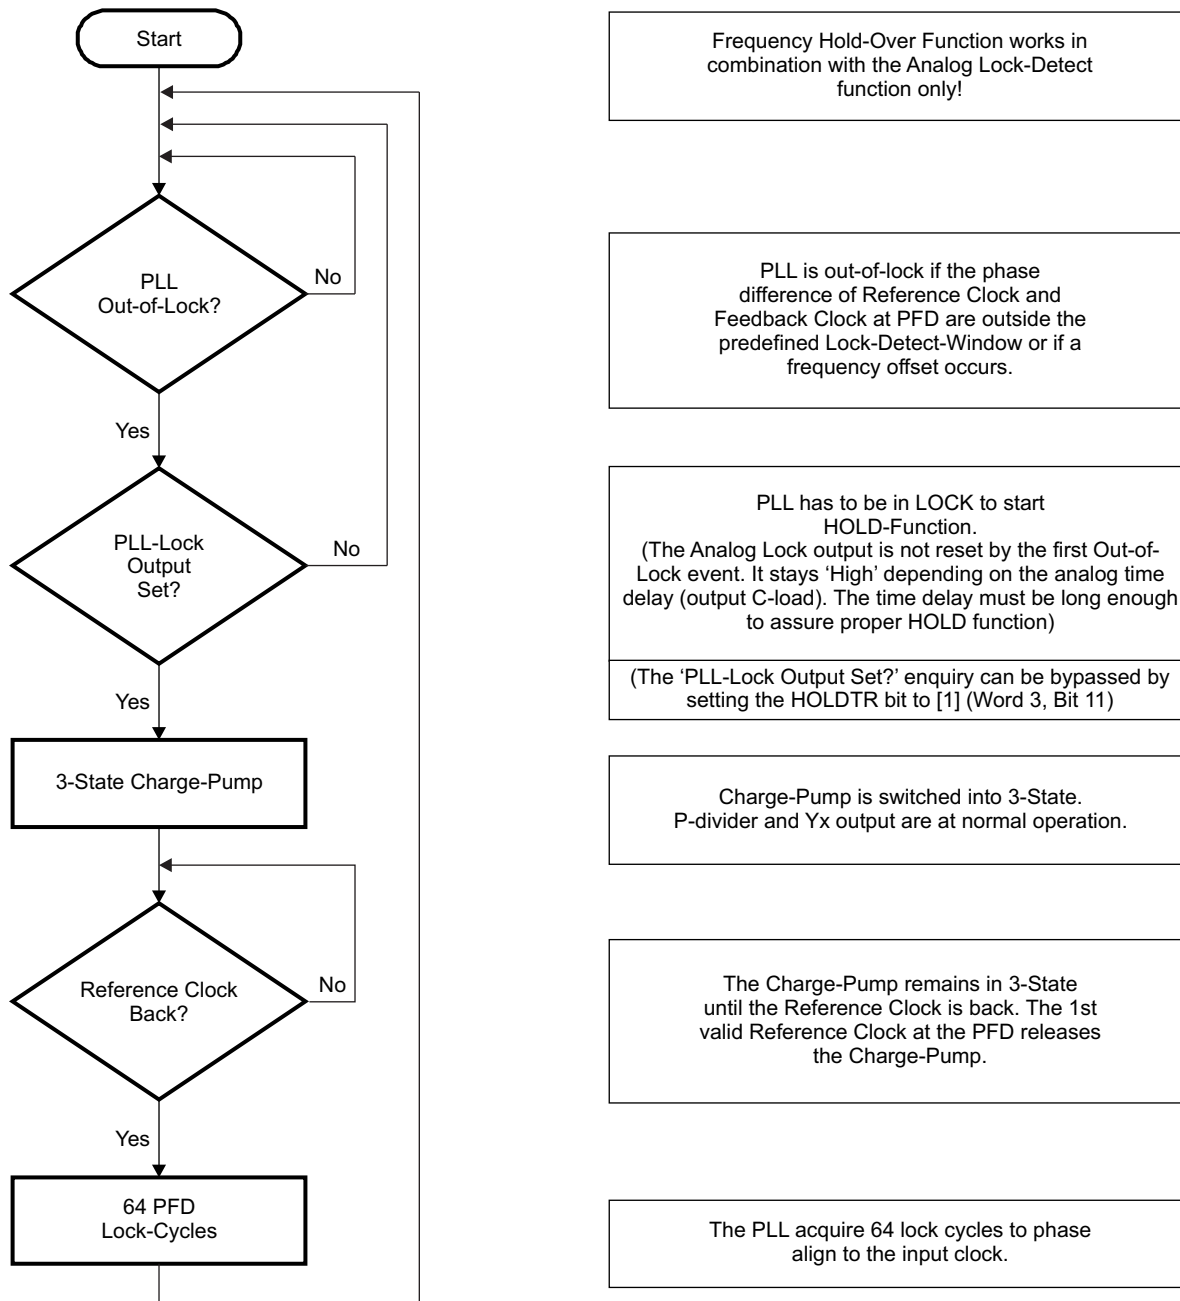 Start
Frequency Hold-Over Function works in
combination with the Analog Lock-Detect
function only!
PLL
Out-of-Lock?
No
Yes
PLL is out-of-lock if the phase
difference of Reference Clock and
Feedback Clock at PFD are outside the
predefined Lock-Detect-Window or if a
frequency offset occurs.
PLL-Lock
Output
Set?
No
Yes
PLL has to be in LOCK to start
HOLD-Function.
(The Analog Lock output is not reset by the first Out-of-
Lock event. It stays ‘High’ depending on the analog time
delay (output C-load). The time delay must be long enough
to assure proper HOLD function)
(The ‘PLL-Lock Output Set?’ enquiry can be bypassed by
setting the HOLDTR bit to [1] (Word 3, Bit 11)
3-State Charge-Pump
Charge-Pump is switched into 3-State.
P-divider and Yx output are at normal operation.
Reference Clock
Back?
No
Yes
The Charge-Pump remains in 3-State
until the Reference Clock is back. The 1st
valid Reference Clock at the PFD releases
the Charge-Pump.
64 PFD
Lock-Cycles
The PLL acquire 64 lock cycles to phase
align to the input clock.